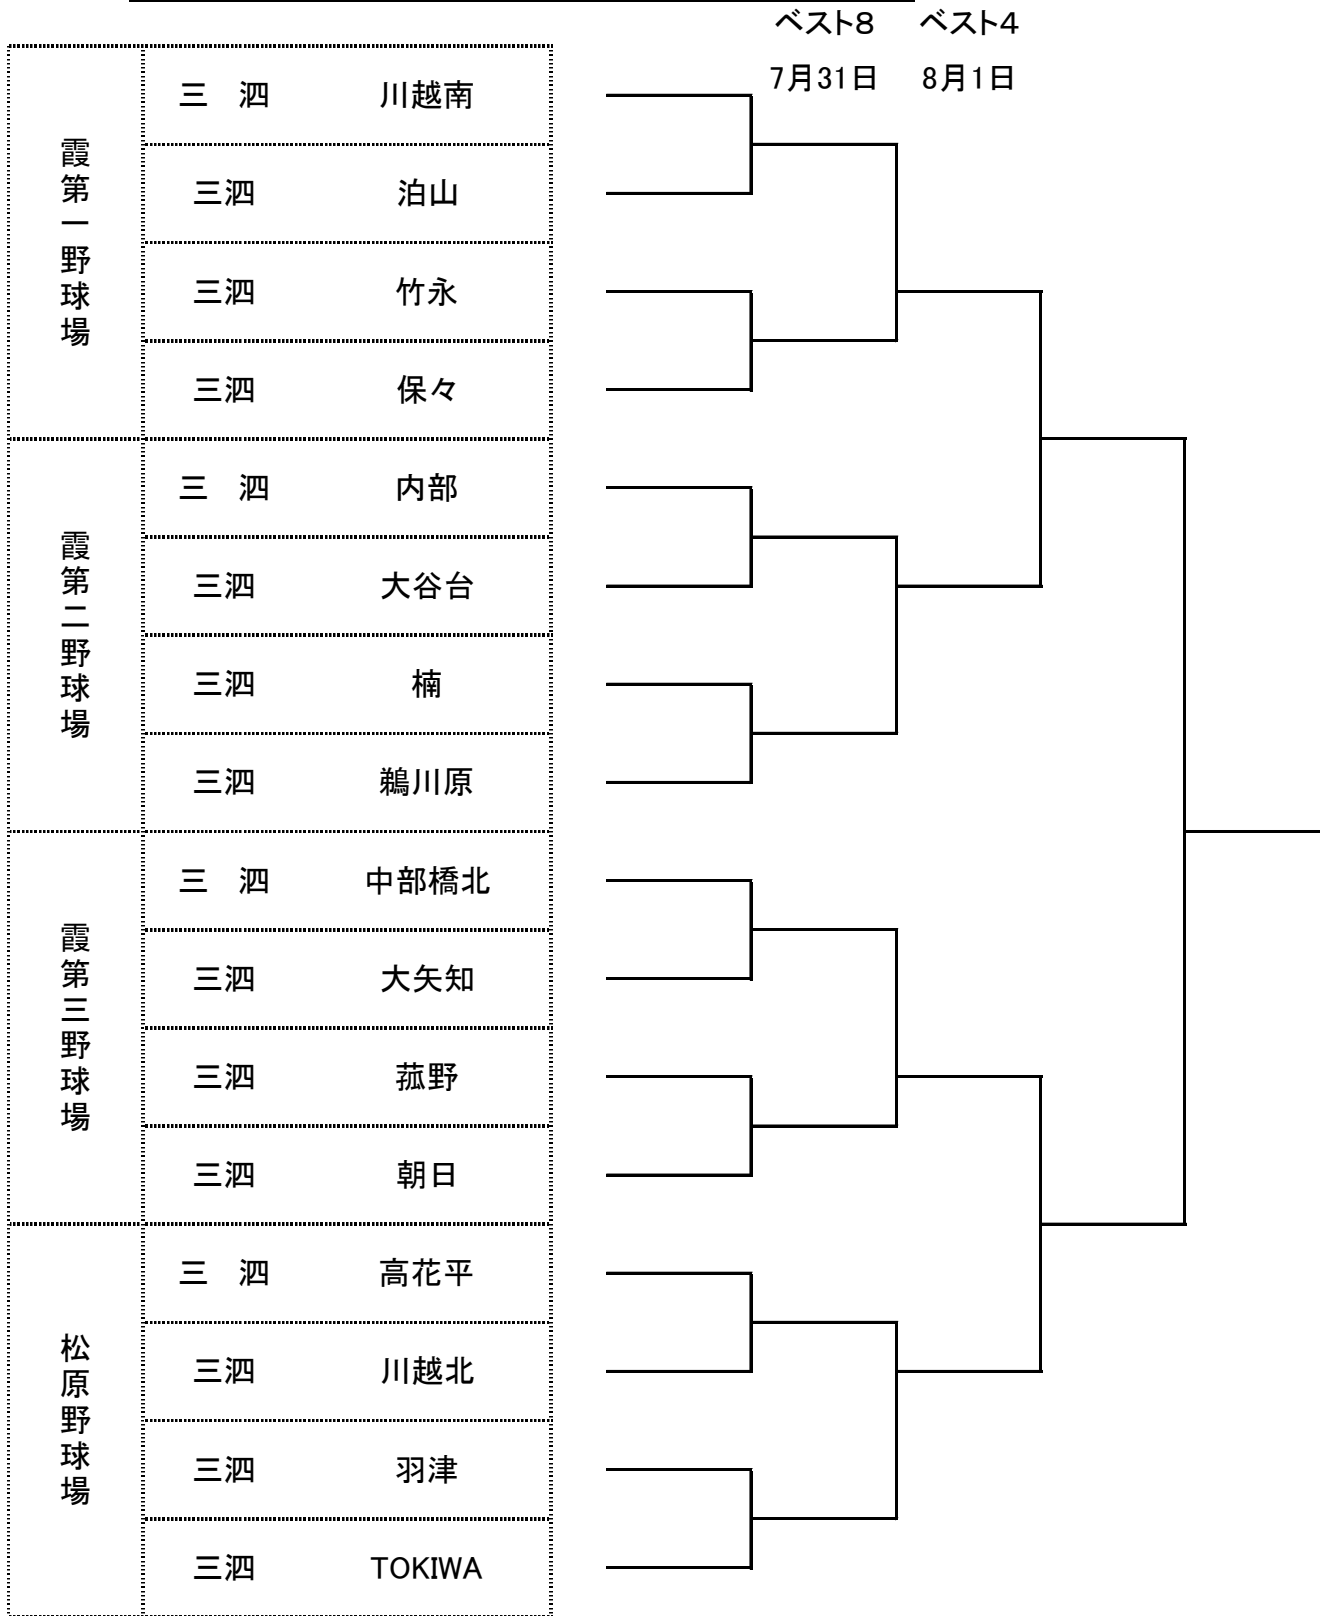 ベスト8 ベスト4
7月31日 8月1日
霞第一野球場
三 泗 川越南
三泗 泊山
三泗 竹永
三泗 保々
霞第二野球場
三 泗 内部
三泗 大谷台
三泗 楠
三泗 鵜川原
霞第三野球場
三 泗 中部橋北
三泗 大矢知
三泗 菰野
三泗 朝日
松原野球場
三 泗 高花平
三泗 川越北
三泗 羽津
三泗 TOKIWA